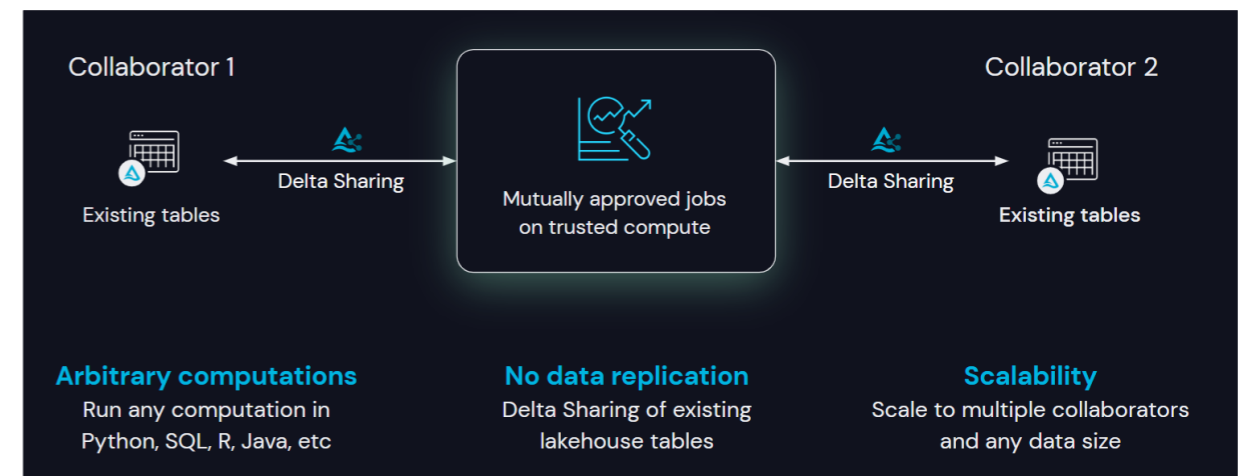 Collaborator 1
Collaborator 2
Delta Sharing
Delta Sharing
Existing tables
Mutually approved jobs
on trusted compute
Existing tables
Arbitrary computations
Run any computation in
Python, SQL, R, Java, etc
No data replication
Delta Sharing of existing
lakehouse tables
Scalability
Scale to multiple collaborators
and any data size